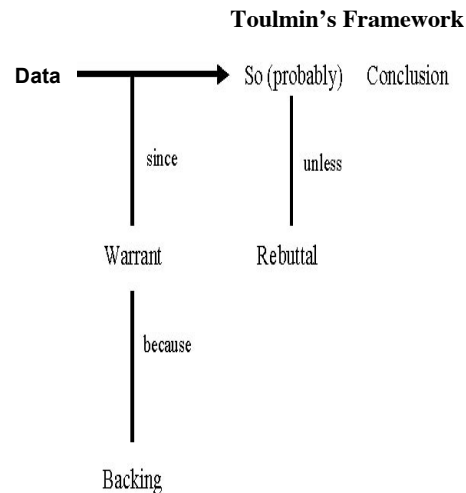 Toulmin's Framework
Data So (probably) Conclusion
since unless
Warrant Rebuttal
because
Backing